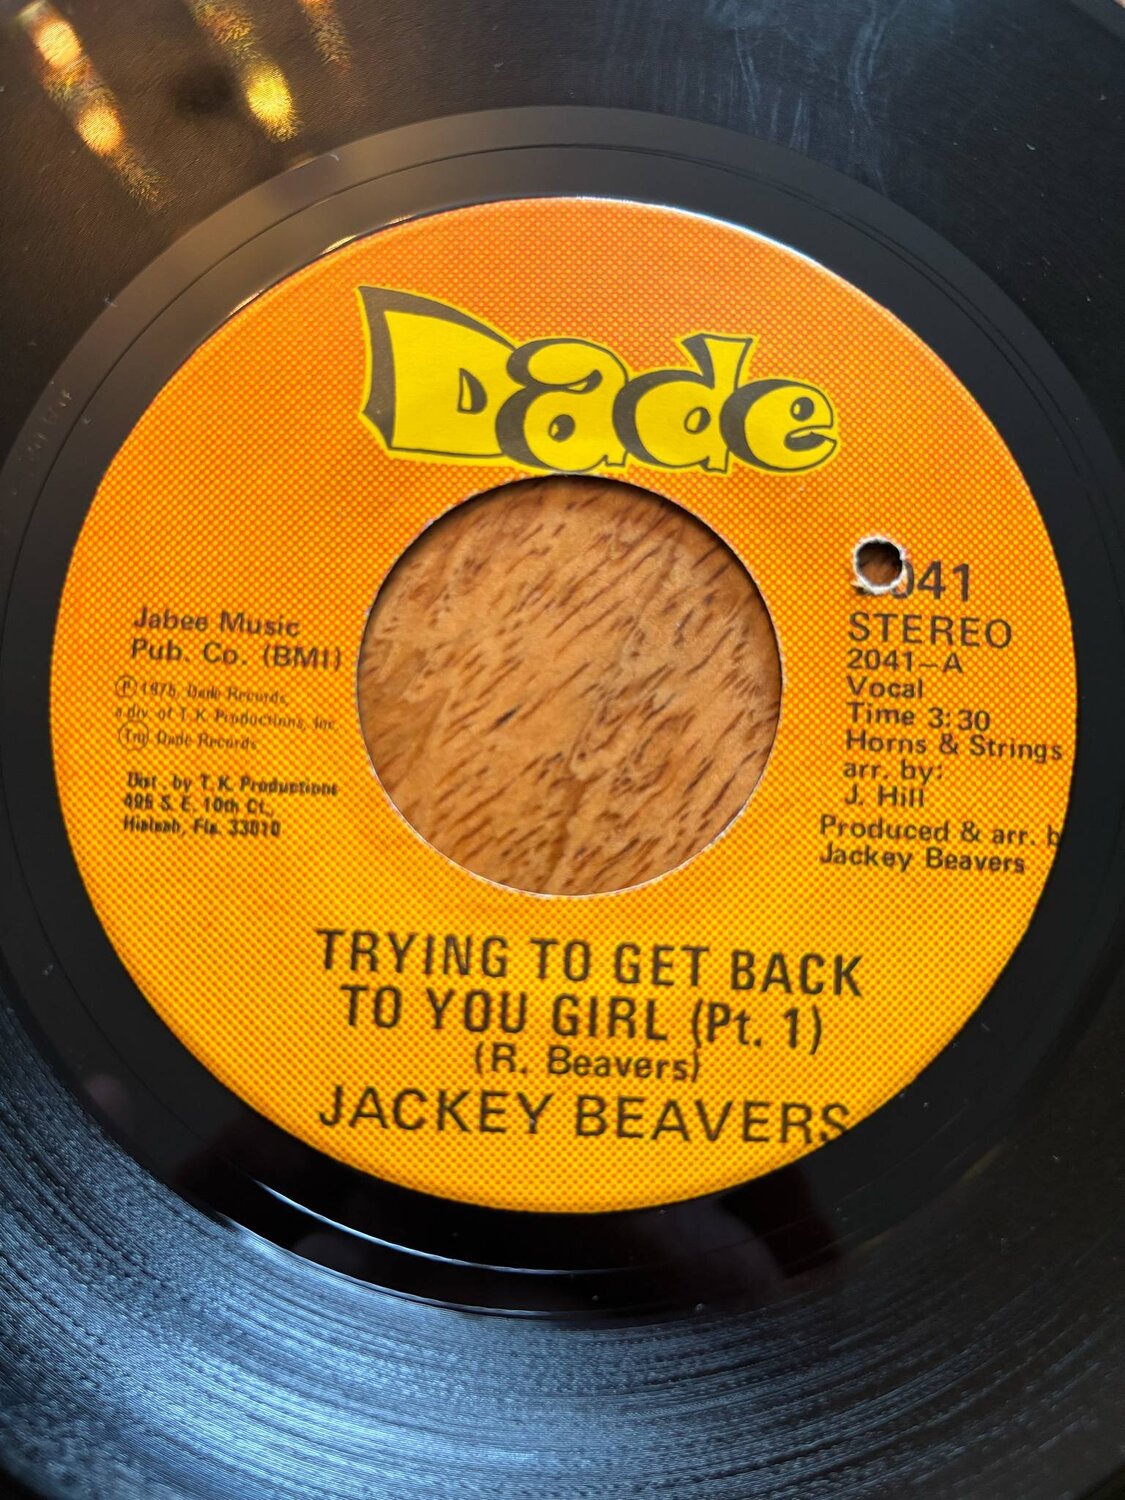 Dade
041
STEREO
2041-A
Vocal
Time 3:30
Horns & Strings
arr. by:
J. Hill
Produced & arr. b
Jackey Beavers
Jabee Music
Pub. Co. (BMI)
Ⓟ 1975, Dade Records,
a div. of T.K. Productions, Inc.
(Tm) Dade Records
Dist. by T.K. Productions
495 S.E. 10th Ct.,
Hialeah, Fla. 33010
TRYING TO GET BACK
TO YOU GIRL (Pt. 1)
(R. Beavers)
JACKEY BEAVERS